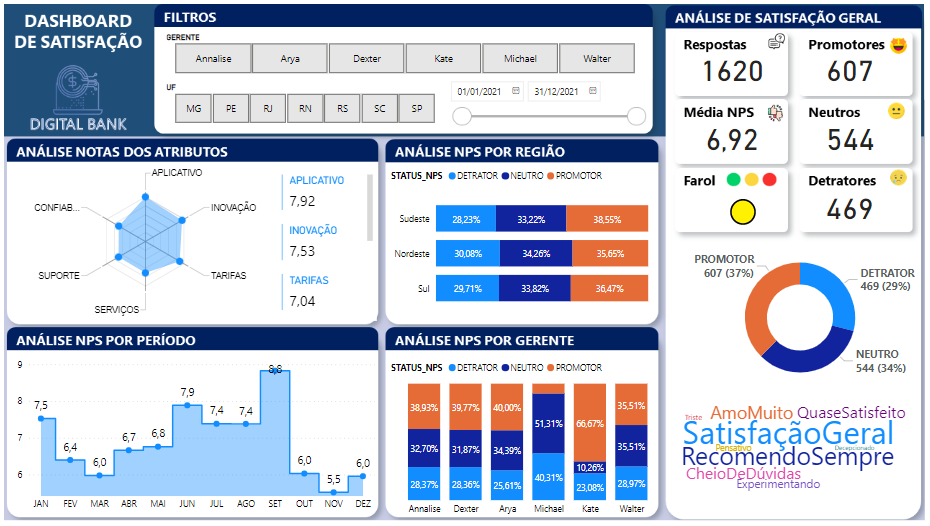 DASHBOARD
DE SATISFAÇÃO
DIGITAL BANK
FILTROS
GERENTE
Annalise Arya Dexter Kate Michael Walter
UF
MG PE RJ RN RS SC SP
01/01/2021 31/12/2021
ANÁLISE DE SATISFAÇÃO GERAL
Respostas
1620
Promotores
607
Média NPS
6,92
Neutros
544
Farol
Detratores
469
ANÁLISE NOTAS DOS ATRIBUTOS
APLICATIVO
INOVAÇÃO
TARIFAS
SERVIÇOS
SUPORTE
CONFIAB...
APLICATIVO
7,92
INOVAÇÃO
7,53
TARIFAS
7,04
ANÁLISE NPS POR REGIÃO
STATUS_NPS DETRATOR NEUTRO PROMOTOR
Sudeste 28,23% 33,22% 38,55%
Nordeste 30,08% 34,26% 35,65%
Sul 29,71% 33,82% 36,47%
PROMOTOR
607 (37%)
DETRATOR
469 (29%)
NEUTRO
544 (34%)
ANÁLISE NPS POR PERÍODO
9
8
7
6
7,5 6,4 6,0 6,7 6,8 7,9 7,4 7,4 8,8 6,0 5,5 6,0
JAN FEV MAR ABR MAI JUN JUL AGO SET OUT NOV DEZ
ANÁLISE NPS POR GERENTE
STATUS_NPS DETRATOR NEUTRO PROMOTOR
38,93% 39,77% 40,00% 66,67% 35,51%
32,70% 31,87% 34,39% 51,31% 10,26% 35,51%
28,37% 28,36% 25,61% 40,31% 23,08% 28,97%
Annalise Dexter Arya Michael Kate Walter
Triste AmoMuito QuaseSatisfeito
SatisfaçãoGeral
Pensativo Decepcionado
RecomendoSempre
CheioDeDúvidas
Experimentando